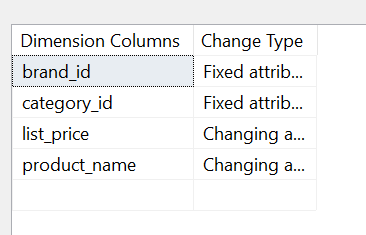 Dimension Columns Change Type
brand_id Fixed attrib...
category_id Fixed attrib...
list_price Changing a...
product_name Changing a...